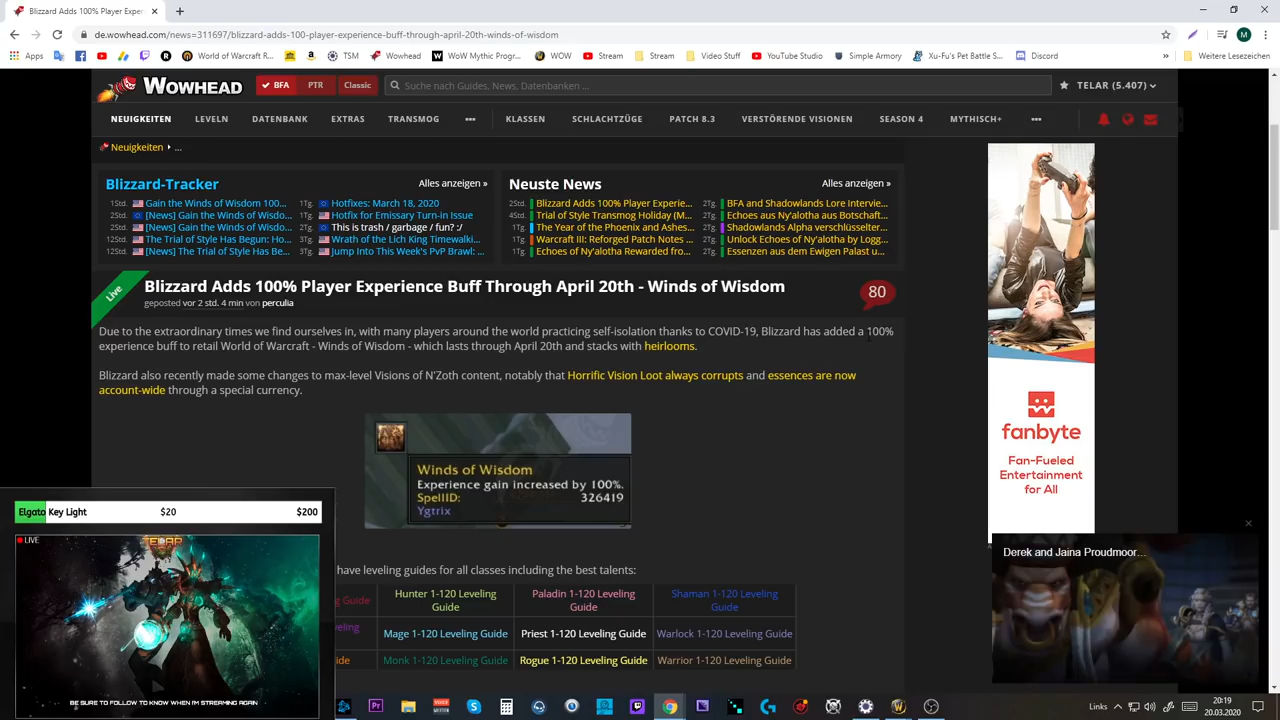 Blizzard Adds 100% Player Exper
de.wowhead.com/news=311697/blizzard-adds-100-player-experience-buff-through-april-20th-winds-of-wisdom
Apps World of Warcraft R... TSM Wowhead WoW Mythic Progr... WOW Stream Stream Video Stuff YouTube Studio Simple Armory Xu-Fu's Pet Battle S... Discord » Weitere Lesezeichen
WOWHEAD BFA PTR Classic Suche nach Guides, News, Datenbanken ... TELAR (5.407)
NEUIGKEITEN LEVELN DATENBANK EXTRAS TRANSMOG ••• KLASSEN SCHLACHTZÜGE PATCH 8.3 VERSTÖRENDE VISIONEN SEASON 4 MYTHISCH+ •••
Neuigkeiten ...
Blizzard-Tracker Alles anzeigen » Neuste News Alles anzeigen »
1Std. Gain the Winds of Wisdom 100... 1Tg. Hotfixes: March 18, 2020 2Std. Blizzard Adds 100% Player Experie... 2Tg. BFA and Shadowlands Lore Intervie...
2Std. [News] Gain the Winds of Wisdo... 1Tg. Hotfix for Emissary Turn-in Issue 4Std. Trial of Style Transmog Holiday (M... 2Tg. Echoes aus Ny'alotha aus Botschaft...
2Std. [News] Gain the Winds of Wisdo... 2Tg. This is trash / garbage / fun? :/ 1Tg. The Year of the Phoenix and Ashes... 2Tg. Shadowlands Alpha verschlüsselter...
12Std. The Trial of Style Has Begun: Ho... 3Tg. Wrath of the Lich King Timewalki... 1Tg. Warcraft III: Reforged Patch Notes ... 2Tg. Unlock Echoes of Ny'alotha by Logg...
12Std. [News] The Trial of Style Has Be... 3Tg. Jump Into This Week's PvP Brawl: ... 1Tg. Echoes of Ny'alotha Rewarded fro... 2Tg. Essenzen aus dem Ewigen Palast u...
Live
Blizzard Adds 100% Player Experience Buff Through April 20th - Winds of Wisdom 80
geposted vor 2 std. 4 min von perculia
Due to the extraordinary times we find ourselves in, with many players around the world practicing self-isolation thanks to COVID-19, Blizzard has added a 100%
experience buff to retail World of Warcraft - Winds of Wisdom - which lasts through April 20th and stacks with heirlooms.
Blizzard also recently made some changes to max-level Visions of N'Zoth content, notably that Horrific Vision Loot always corrupts and essences are now
account-wide through a special currency.
Winds of Wisdom
Experience gain increased by 100%.
SpellID: 326419
Ygtrix
fanbyte
Fan-Fueled
Entertainment
for All
Elgato Key Light $20 $200
LIVE
TELAR
BE SURE TO FOLLOW TO KNOW WHEN I'M STREAMING AGAIN
Derek and Jaina Proudmoor...
have leveling guides for all classes including the best talents:
g Guide Hunter 1-120 Leveling Guide Paladin 1-120 Leveling Guide Shaman 1-120 Leveling Guide
eling Mage 1-120 Leveling Guide Priest 1-120 Leveling Guide Warlock 1-120 Leveling Guide
ide Monk 1-120 Leveling Guide Rogue 1-120 Leveling Guide Warrior 1-120 Leveling Guide
Links 20:19
20.03.2020